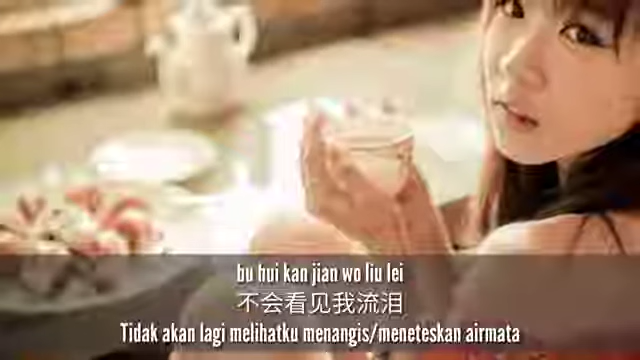 bu hui kan jian wo liu lei
不会看见我流泪
Tidak akan lagi melihatku menangis/meneteskan airmata